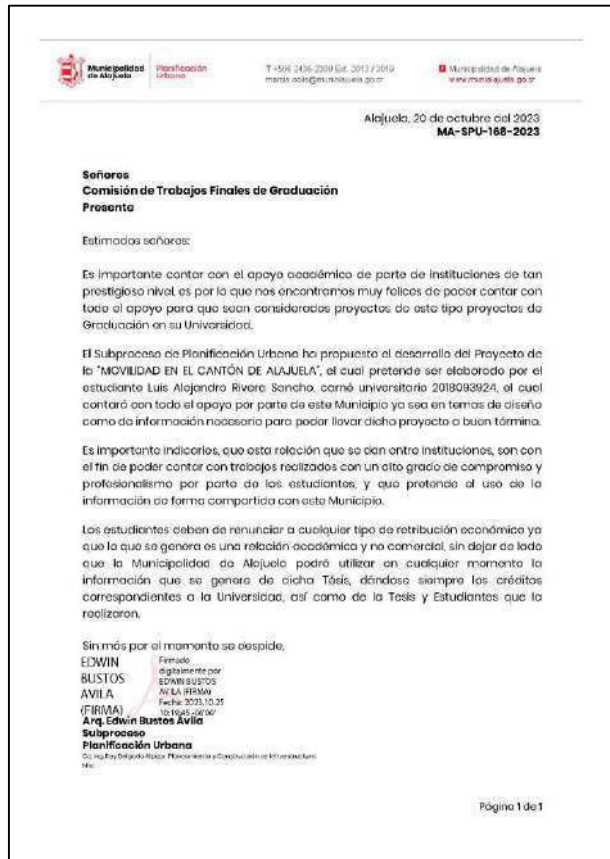 Municipalidad de Alajuela
Planificación Urbana
Municipalidad de Alajuela
Alajuela, 20 de octubre del 2023
MA-SPU-168-2023
Señores
Comisión de Trabajos Finales de Graduación
Presente
Estimados señores:
Es importante contar con el apoyo académico de parte de instituciones de tan
prestigioso nivel, es por lo que nos encontramos muy felices de poder contar con
todo el apoyo para que sean considerados proyectos de este tipo proyectos de
Graduación en su Universidad.
El Subproceso de Planificación Urbana ha propuesto el desarrollo del Proyecto de
la "MOVILIDAD EN EL CANTÓN DE ALAJUELA", el cual pretende ser elaborado por el
estudiante Luis Alejandro Rivera Sancho, carné universitario 2018093924, el cual
contará con todo el apoyo por parte de este Municipio ya sea en temas de diseño
como de información necesaria para poder llevar dicho proyecto a buen término.
Es importante indicarles, que esta relación que se dan entre instituciones, son con
el fin de poder contar con trabajos realizados con un alto grado de compromiso y
profesionalismo por parte de los estudiantes, y que pretende el uso de la
información de forma compartida con este Municipio.
Los estudiantes deben de renunciar a cualquier tipo de retribución económica ya
que lo que se genera es una relación académica y no comercial, sin dejar de lado
que la Municipalidad de Alajuela podrá utilizar en cualquier momento la
información que se genere de dicha Tésis, dándose siempre los créditos
correspondientes a la Universidad, así como de la Tesis y Estudiantes que la
realizaron.
Sin más por el momento se despide,
EDWIN
BUSTOS
AVILA
(FIRMA)
Firmado
digitalmente por
EDWIN BUSTOS
AVILA (FIRMA)
Fecha: 2023.10.25
10:19:45 -06'00'
Arq. Edwin Bustos Ávila
Subproceso
Planificación Urbana
Página 1 de 1